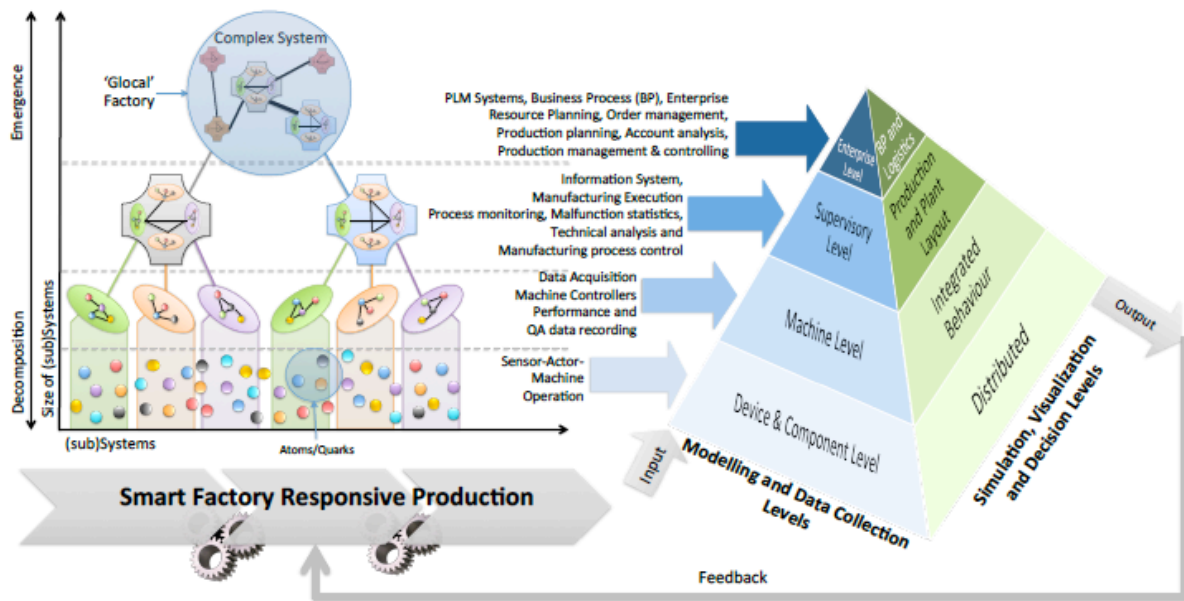 Complex System
'Glocal'
Factory
Emergence
Decomposition
Size of (sub)Systems
(sub)Systems
Atoms/Quarks
PLM Systems, Business Process (BP), Enterprise
Resource Planning, Order management,
Production planning, Account analysis,
Production management & controlling
Information System,
Manufacturing Execution
Process monitoring, Malfunction statistics,
Technical analysis and
Manufacturing process control
Data Acquisition
Machine Controllers
Performance and
QA data recording
Sensor-Actor-
Machine
Operation
Enterprise
Level
BP and
Logistics
Supervisory
Level
Production
and Plant
Layout
Machine Level
Integrated
Behaviour
Device & Component Level
Distributed
Input
Output
Modelling and Data Collection
Levels
Simulation, Visualization
and Decision Levels
Smart Factory Responsive Production
Feedback